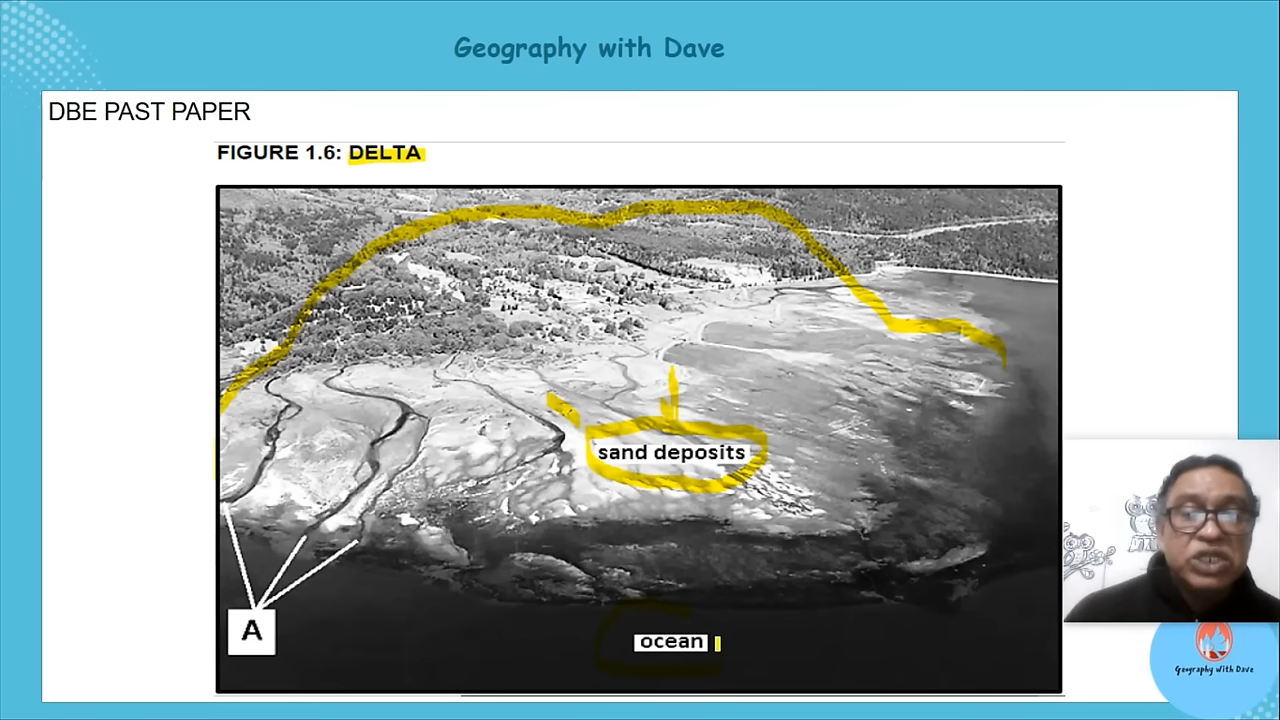 Geography with Dave
DBE PAST PAPER
FIGURE 1.6: DELTA
sand deposits
A
ocean
Geography With Dave